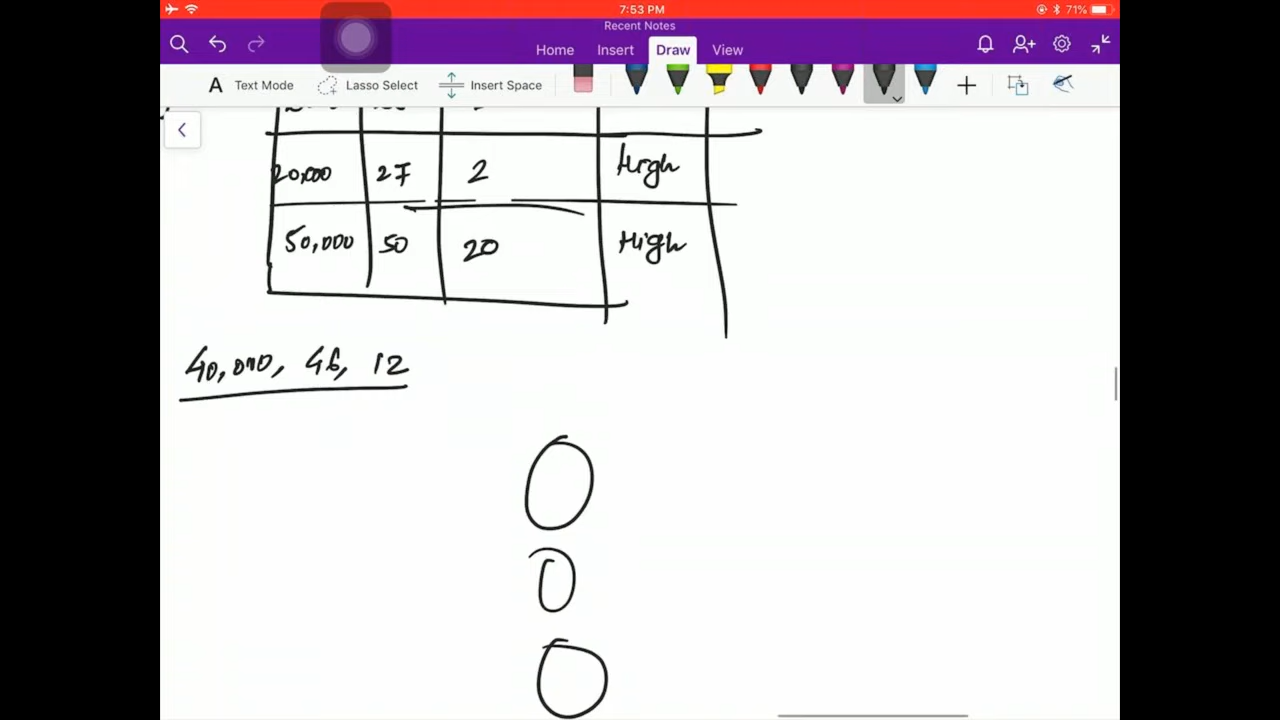 7:53 PM
71%
Recent Notes
Home Insert Draw View
A Text Mode Lasso Select Insert Space
20,000 27 2 High
50,000 50 20 High
40,000, 46, 12